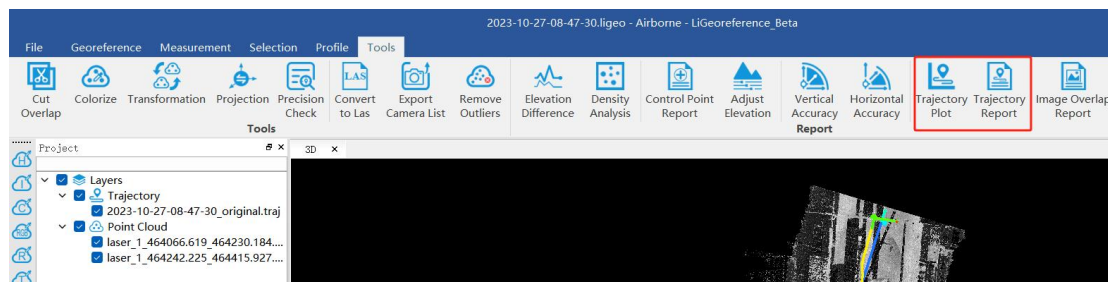 2023-10-27-08-47-30.ligeo - Airborne - LiGeoreference_Beta
File Georeference Measurement Selection Profile Tools
Cut Overlap
Colorize
Transformation
Projection
Precision Check
LAS
Convert to Las
Export Camera List
Remove Outliers
Elevation Difference
Density Analysis
Control Point Report
Adjust Elevation
Vertical Accuracy
Horizontal Accuracy
Trajectory Plot
Trajectory Report
Image Overlap Report
Tools
Report
Project
3D
H
I
C
R
T
Layers
Trajectory
2023-10-27-08-47-30_original.traj
Point Cloud
laser_1_464066.619_464230.184....
laser_1_464242.225_464415.927....